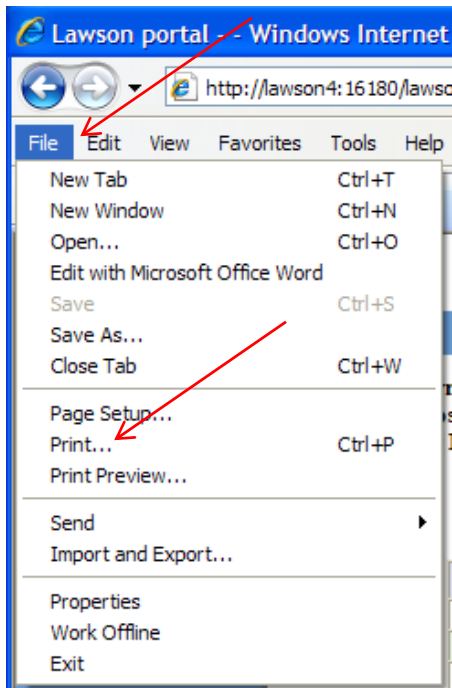 Lawson portal - - Windows Internet
http://lawson4:16180/lawso
File Edit View Favorites Tools Help
New Tab Ctrl+T
New Window Ctrl+N
Open... Ctrl+O
Edit with Microsoft Office Word
Save Ctrl+S
Save As...
Close Tab Ctrl+W
Page Setup...
Print... Ctrl+P
Print Preview...
Send
Import and Export...
Properties
Work Offline
Exit